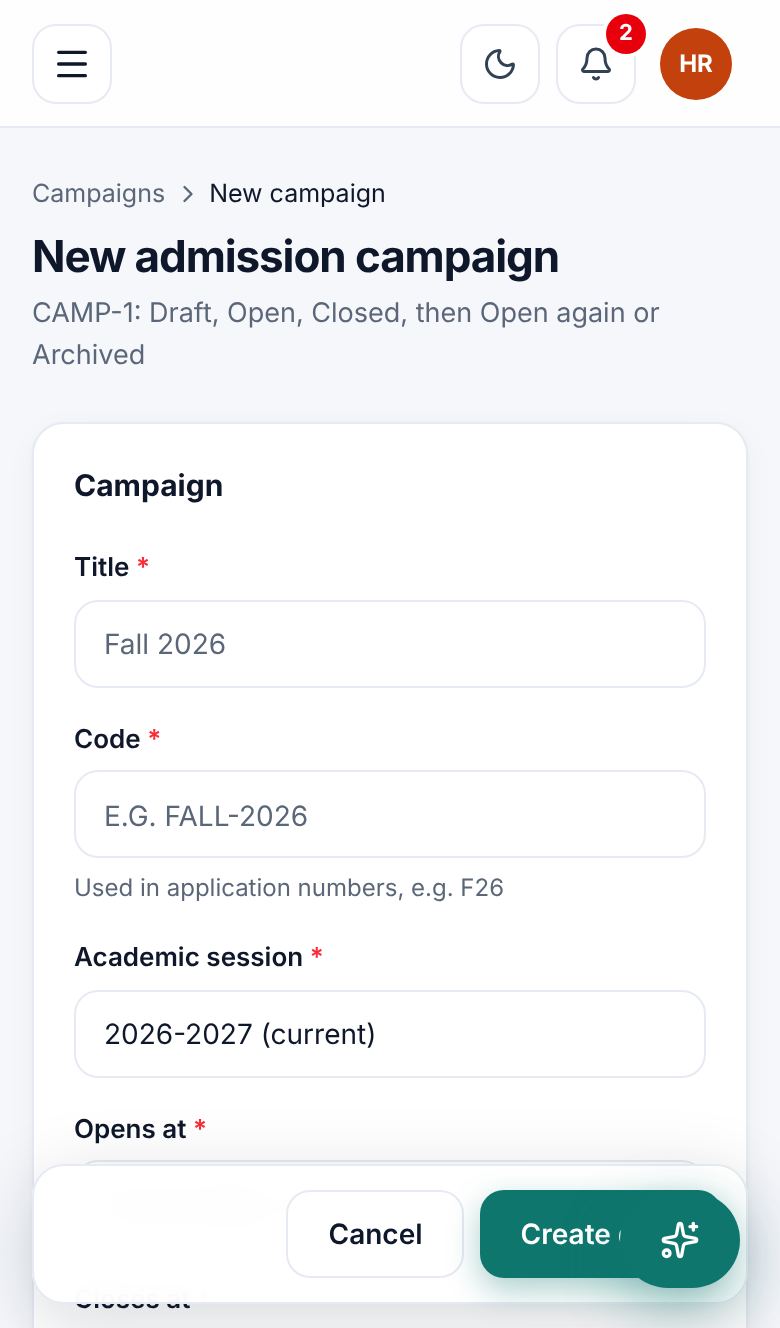 2
HR
Campaigns > New campaign
New admission campaign
CAMP-1: Draft, Open, Closed, then Open again or
Archived
Campaign
Title *
Fall 2026
Code *
E.G. FALL-2026
Used in application numbers, e.g. F26
Academic session *
2026-2027 (current)
Opens at *
Cancel
Create
Closes at *